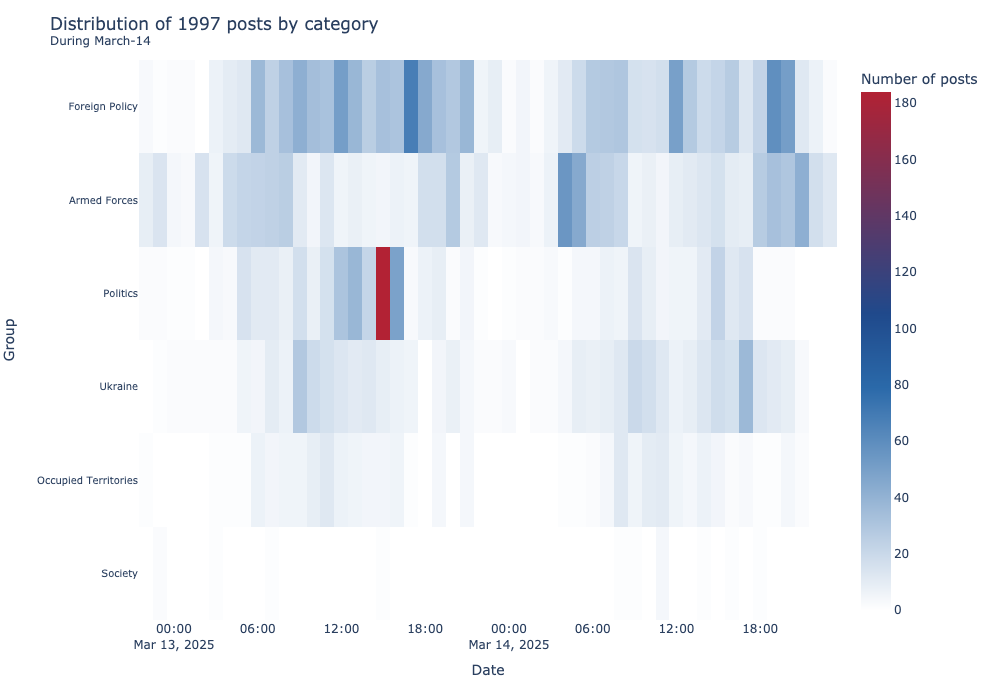 Distribution of 1997 posts by category
During March-14
Number of posts
180
160
140
120
100
80
60
40
20
0
Group
Foreign Policy
Armed Forces
Politics
Ukraine
Occupied Territories
Society
00:00 06:00 12:00 18:00 00:00 06:00 12:00 18:00
Mar 13, 2025 Mar 14, 2025
Date